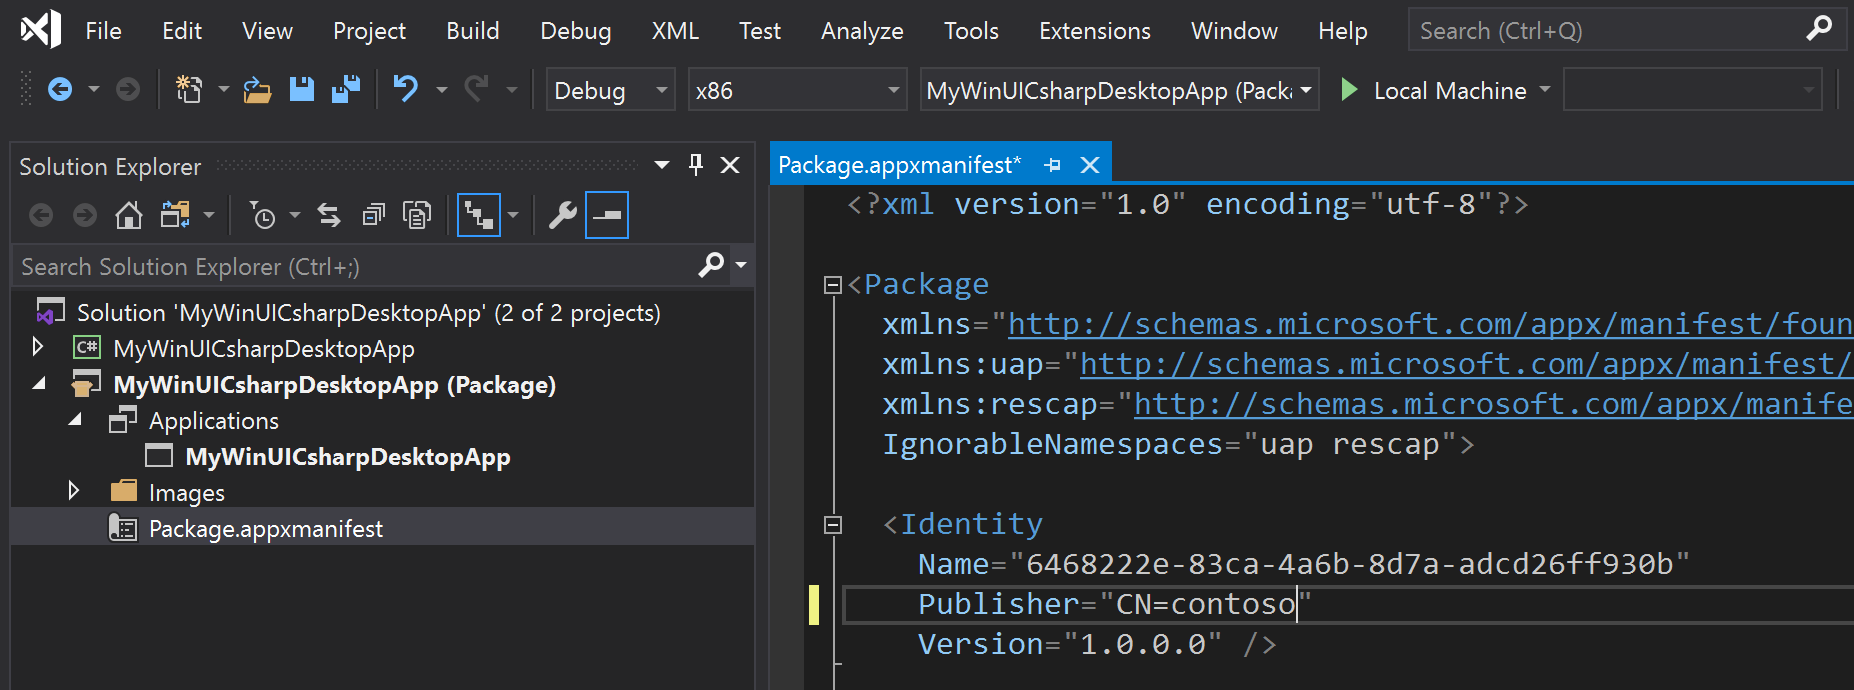 File Edit View Project Build Debug XML Test Analyze Tools Extensions Window Help Search (Ctrl+Q)
Debug x86 MyWinUICsharpDesktopApp (Pack Local Machine
Solution Explorer
Search Solution Explorer (Ctrl+;)
Solution 'MyWinUICsharpDesktopApp' (2 of 2 projects)
C# MyWinUICsharpDesktopApp
MyWinUICsharpDesktopApp (Package)
Applications
MyWinUICsharpDesktopApp
Images
Package.appxmanifest
Package.appxmanifest*
<?xml version="1.0" encoding="utf-8"?>
<Package
xmlns="http://schemas.microsoft.com/appx/manifest/foun
xmlns:uap="http://schemas.microsoft.com/appx/manifest/
xmlns:rescap="http://schemas.microsoft.com/appx/manife
IgnorableNamespaces="uap rescap">
<Identity
Name="6468222e-83ca-4a6b-8d7a-adcd26ff930b"
Publisher="CN=contoso"
Version="1.0.0.0" />